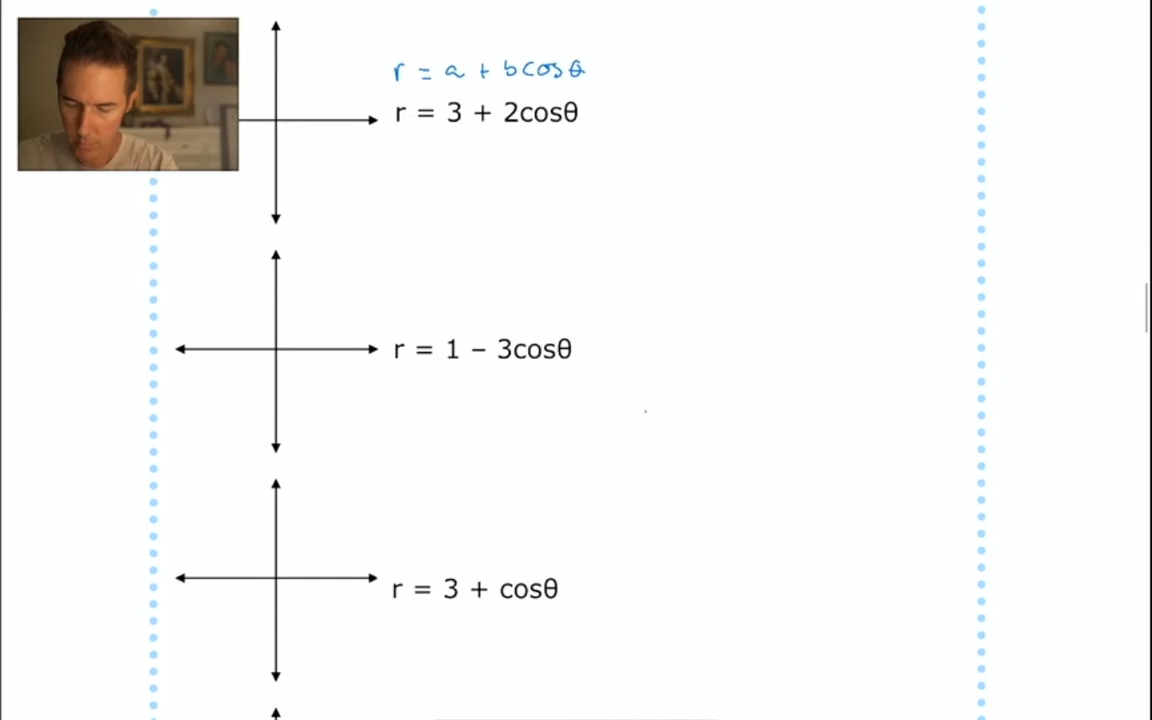 r = a + bcosθ
r = 3 + 2cosθ
r = 1 – 3cosθ
r = 3 + cosθ